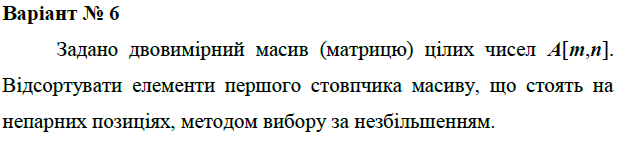 Варіант № 6
Задано двовимірний масив (матрицю) цілих чисел A[m,n].
Відсортувати елементи першого стовпчика масиву, що стоять на
непарних позиціях, методом вибору за незбільшенням.